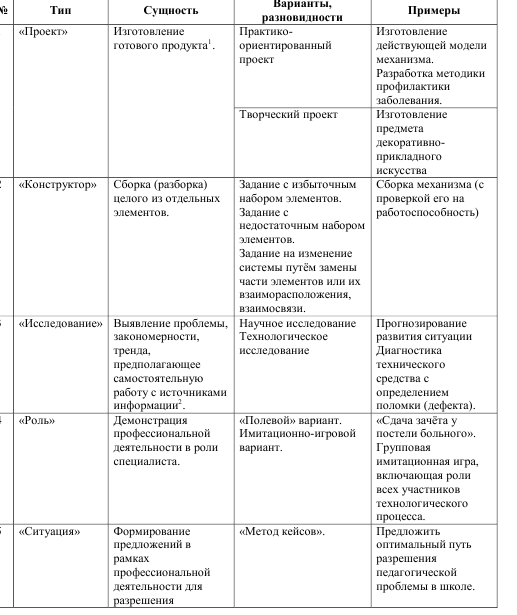 №
Тип
Сущность
Варианты,
разновидности
Примеры
«Проект»
Изготовление
готового продукта¹.
Практико-
ориентированный
проект
Изготовление
действующей модели
механизма.
Разработка методики
профилактики
заболевания.
Творческий проект
Изготовление
предмета
декоративно-
прикладного
искусства
2
«Конструктор»
Сборка (разборка)
целого из отдельных
элементов.
Задание с избыточным
набором элементов.
Задание с
недостаточным набором
элементов.
Задание на изменение
системы путём замены
части элементов или их
взаиморасположения,
взаимосвязи.
Сборка механизма (с
проверкой его на
работоспособность)
«Исследование»
Выявление проблемы,
закономерности,
тренда,
предполагающее
самостоятельную
работу с источниками
информации².
Научное исследование
Технологическое
исследование
Прогнозирование
развития ситуации
Диагностика
технического
средства с
определением
поломки (дефекта).
4
«Роль»
Демонстрация
профессиональной
деятельности в роли
специалиста.
«Полевой» вариант.
Имитационно-игровой
вариант.
«Сдача зачёта у
постели больного».
Групповая
имитационная игра,
включающая роли
всех участников
технологического
процесса.
5
«Ситуация»
Формирование
предложений в
рамках
профессиональной
деятельности для
разрешения
«Метод кейсов».
Предложить
оптимальный путь
разрешения
педагогической
проблемы в школе.